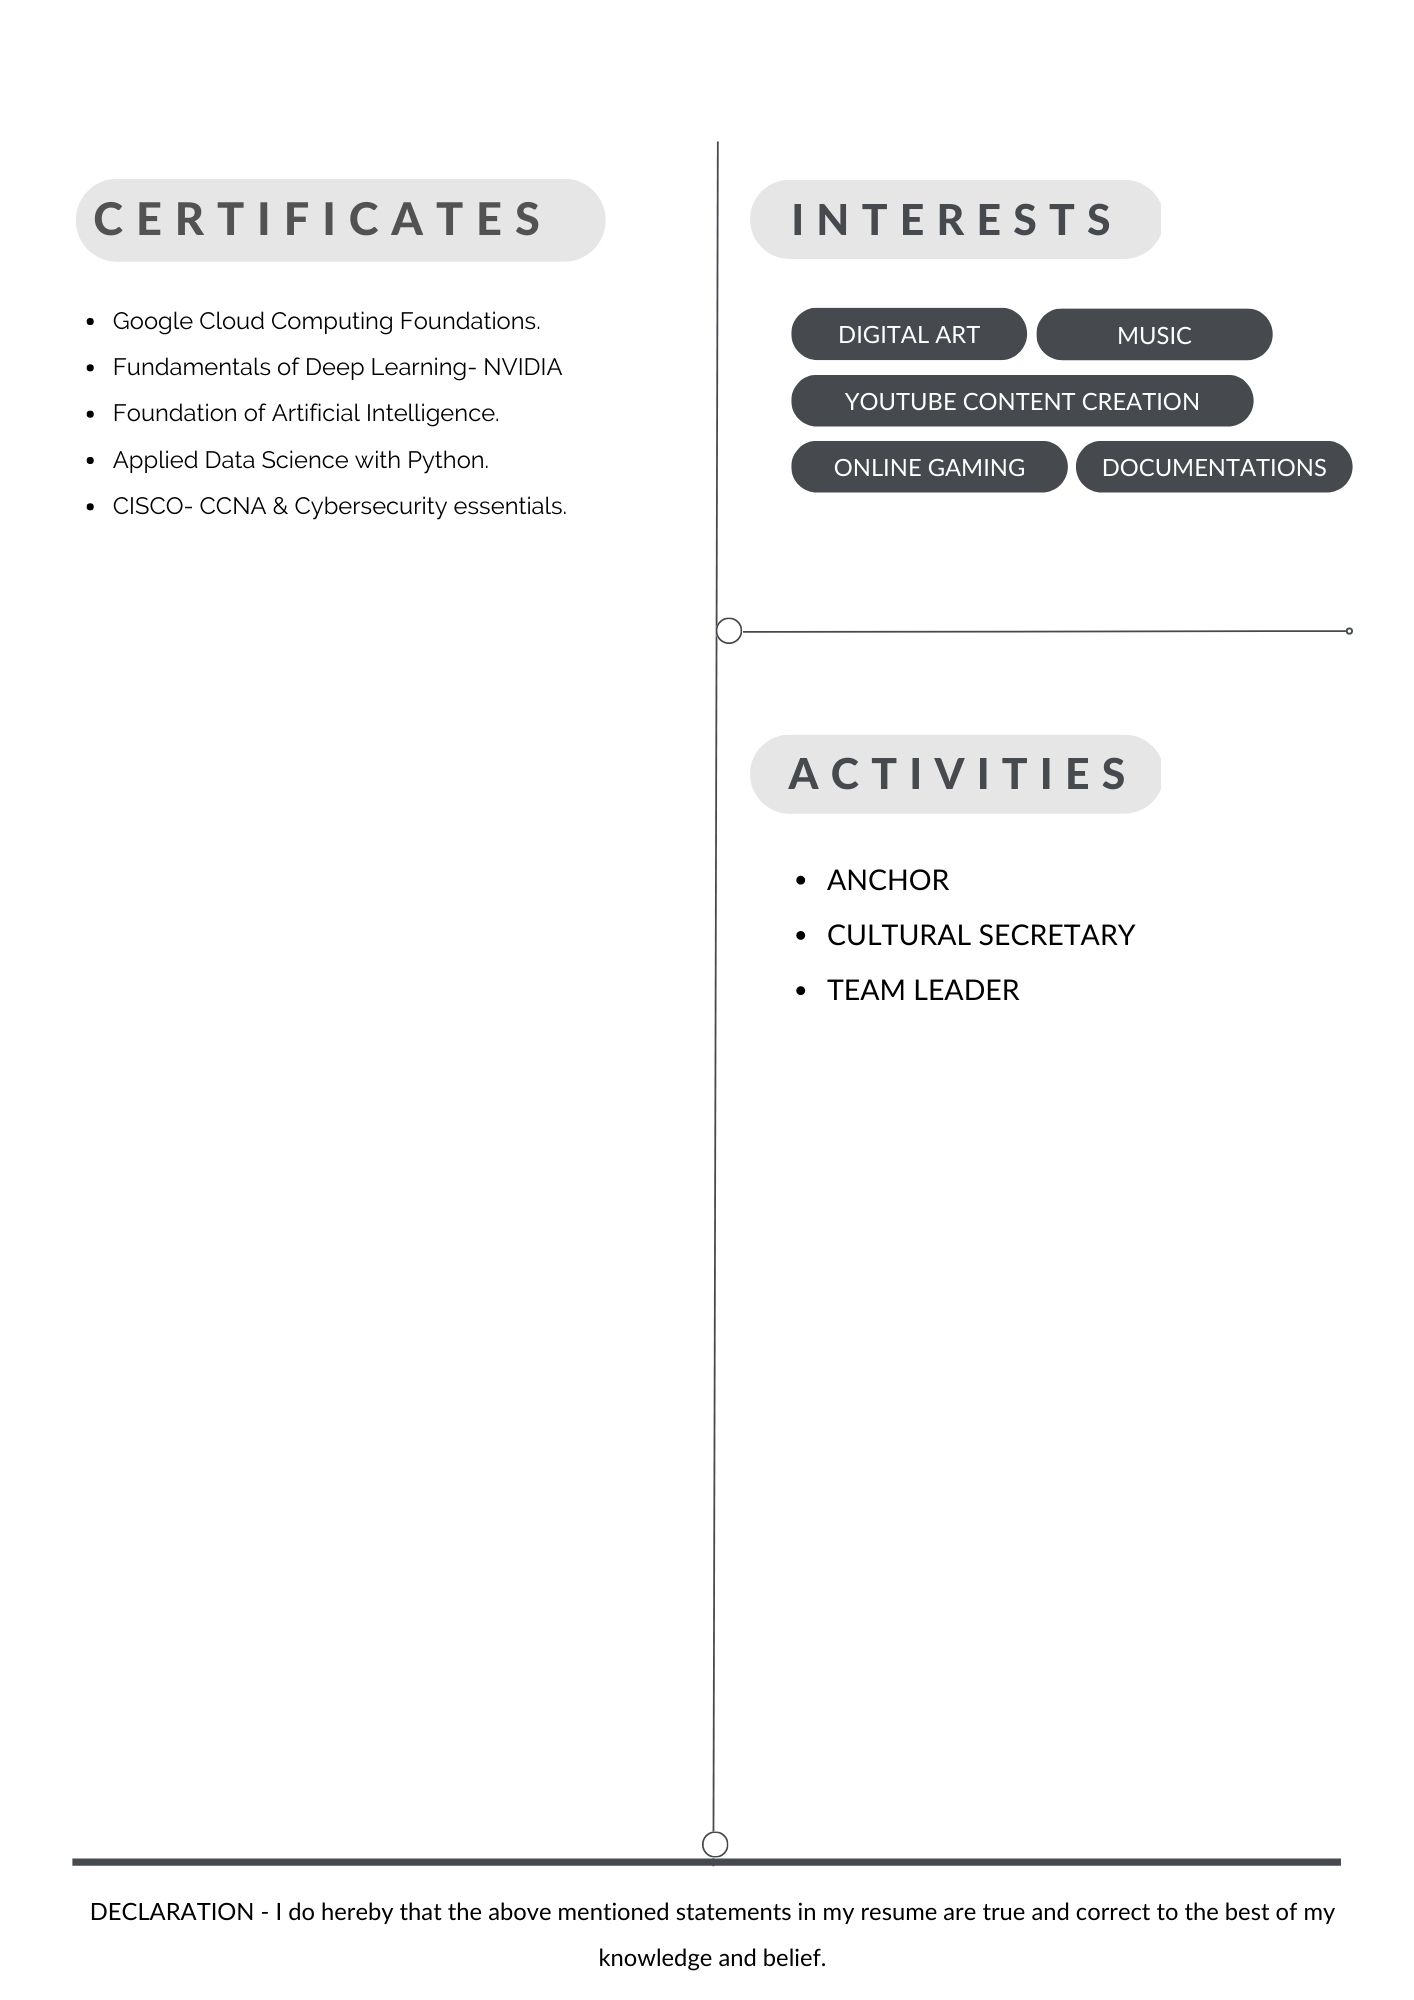 CERTIFICATES
Google Cloud Computing Foundations.
Fundamentals of Deep Learning- NVIDIA
Foundation of Artificial Intelligence.
Applied Data Science with Python.
CISCO- CCNA & Cybersecurity essentials.
INTERESTS
DIGITAL ART
MUSIC
YOUTUBE CONTENT CREATION
ONLINE GAMING
DOCUMENTATIONS
ACTIVITIES
ANCHOR
CULTURAL SECRETARY
TEAM LEADER
DECLARATION - I do hereby that the above mentioned statements in my resume are true and correct to the best of my
knowledge and belief.